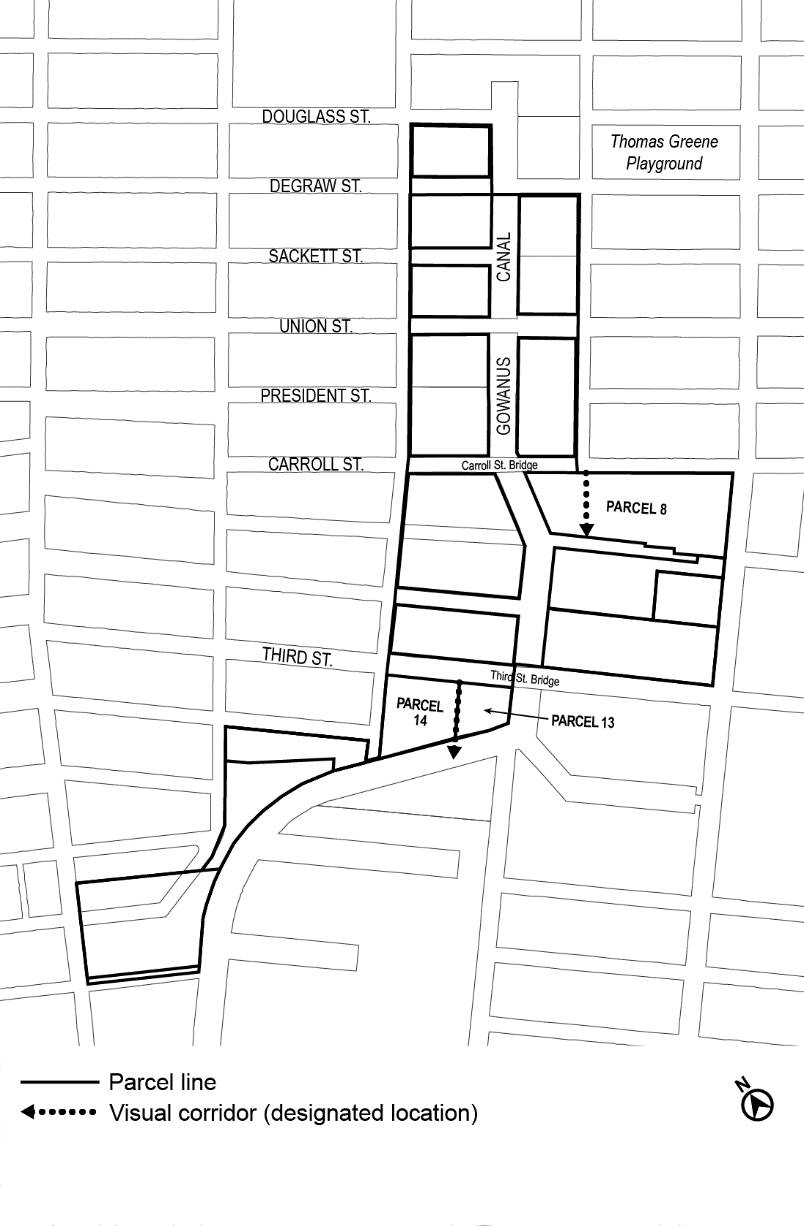 DOUGLASS ST.
Thomas Greene
Playground
DEGRAW ST.
SACKETT ST.
CANAL
UNION ST.
GOWANUS
PRESIDENT ST.
CARROLL ST.
Carroll St. Bridge
PARCEL 8
THIRD ST.
Third St. Bridge
PARCEL
14
PARCEL 13
Parcel line
N
Visual corridor (designated location)